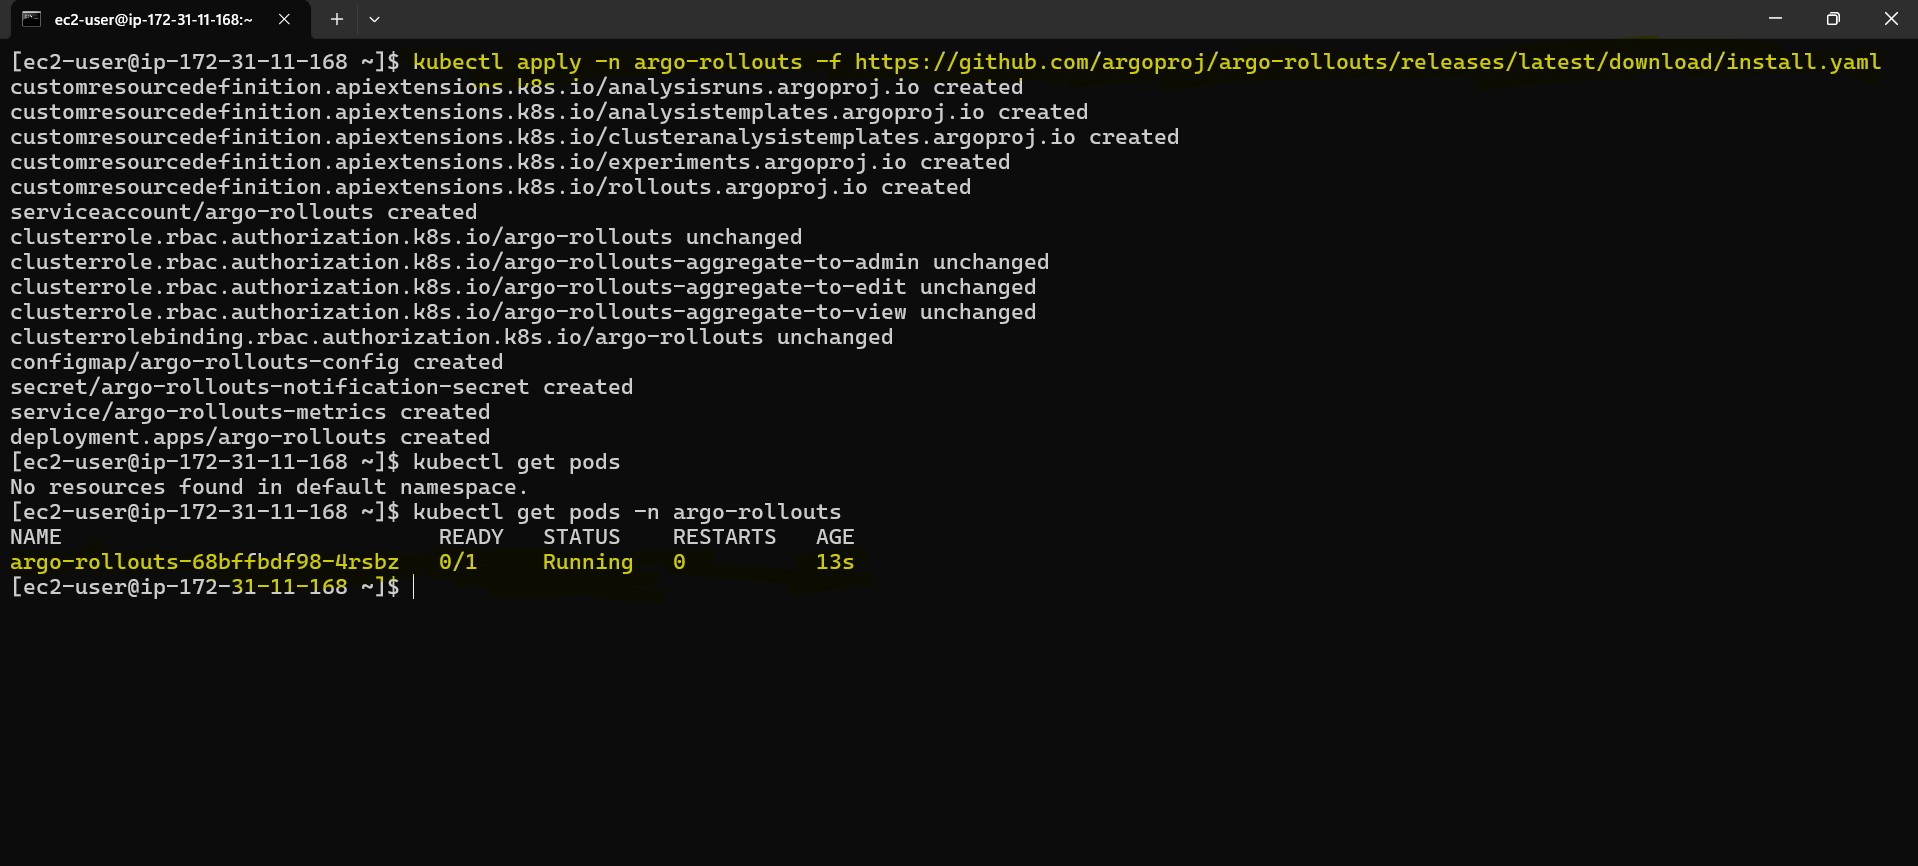 ec2-user@ip-172-31-11-168:~
[ec2-user@ip-172-31-11-168 ~]$ kubectl apply -n argo-rollouts -f https://github.com/argoproj/argo-rollouts/releases/latest/download/install.yaml
customresourcedefinition.apiextensions.k8s.io/analysisruns.argoproj.io created
customresourcedefinition.apiextensions.k8s.io/analysistemplates.argoproj.io created
customresourcedefinition.apiextensions.k8s.io/clusteranalysistemplates.argoproj.io created
customresourcedefinition.apiextensions.k8s.io/experiments.argoproj.io created
customresourcedefinition.apiextensions.k8s.io/rollouts.argoproj.io created
serviceaccount/argo-rollouts created
clusterrole.rbac.authorization.k8s.io/argo-rollouts unchanged
clusterrole.rbac.authorization.k8s.io/argo-rollouts-aggregate-to-admin unchanged
clusterrole.rbac.authorization.k8s.io/argo-rollouts-aggregate-to-edit unchanged
clusterrole.rbac.authorization.k8s.io/argo-rollouts-aggregate-to-view unchanged
clusterrolebinding.rbac.authorization.k8s.io/argo-rollouts unchanged
configmap/argo-rollouts-config created
secret/argo-rollouts-notification-secret created
service/argo-rollouts-metrics created
deployment.apps/argo-rollouts created
[ec2-user@ip-172-31-11-168 ~]$ kubectl get pods
No resources found in default namespace.
[ec2-user@ip-172-31-11-168 ~]$ kubectl get pods -n argo-rollouts
NAME READY STATUS RESTARTS AGE
argo-rollouts-68bffbdf98-4rsbz 0/1 Running 0 13s
[ec2-user@ip-172-31-11-168 ~]$